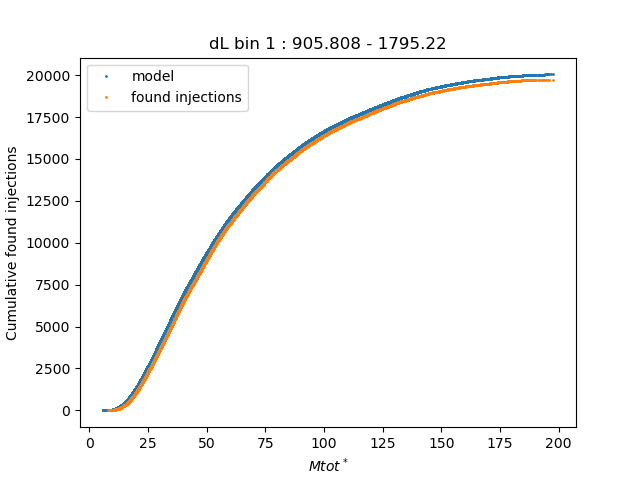 dL bin 1 : 905.808 - 1795.22
model
found injections
20000
17500
15000
12500
10000
7500
5000
2500
0
Cumulative found injections
0 25 50 75 100 125 150 175 200
Mtot*